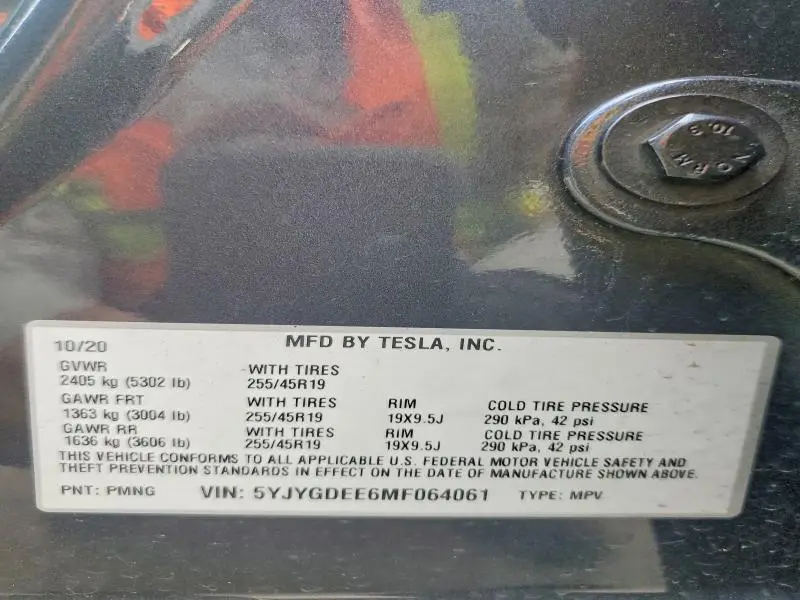 NORM
10.9
10/20 MFD BY TESLA, INC.
GVWR WITH TIRES
2405 kg (5302 lb) 255/45R19
GAWR FRT WITH TIRES RIM COLD TIRE PRESSURE
1363 kg (3004 lb) 255/45R19 19X9.5J 290 kPa, 42 psi
GAWR RR WITH TIRES RIM COLD TIRE PRESSURE
1636 kg (3606 lb) 255/45R19 19X9.5J 290 kPa, 42 psi
THIS VEHICLE CONFORMS TO ALL APPLICABLE U.S. FEDERAL MOTOR VEHICLE SAFETY AND
THEFT PREVENTION STANDARDS IN EFFECT ON THE DATE OF MANUFACTURE SHOWN ABOVE.
PNT: PMNG VIN: 5YJYGDEE6MF064061 TYPE: MPV